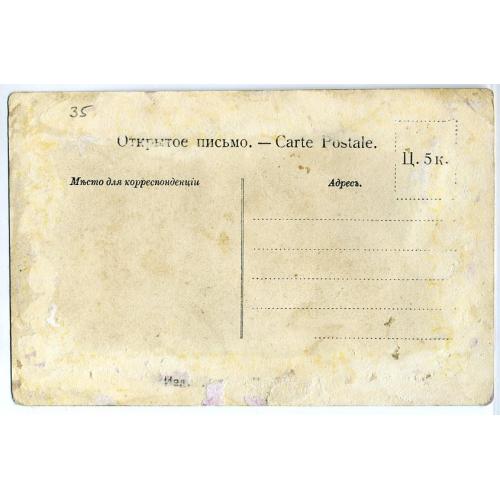 35
Открытое письмо. — Carte Postale.
Ц. 5 к.
Мѣсто для корреспонденціи
Адресъ.
Изд.